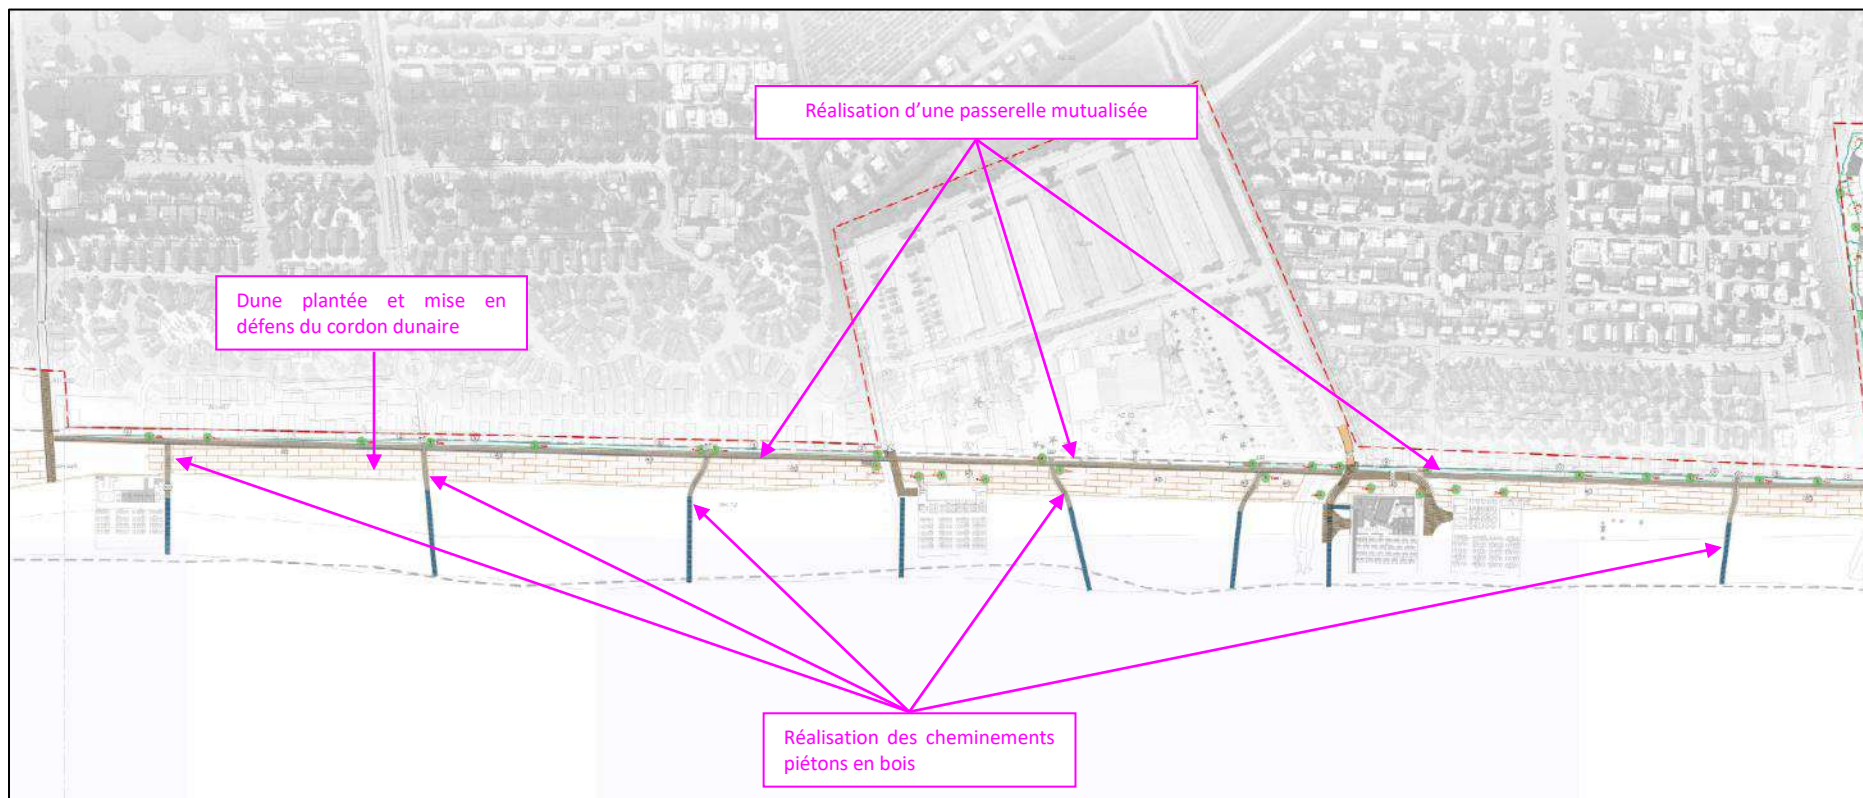 Réalisation d’une passerelle mutualisée
Dune plantée et mise en
défens du cordon dunaire
Réalisation des cheminements
piétons en bois